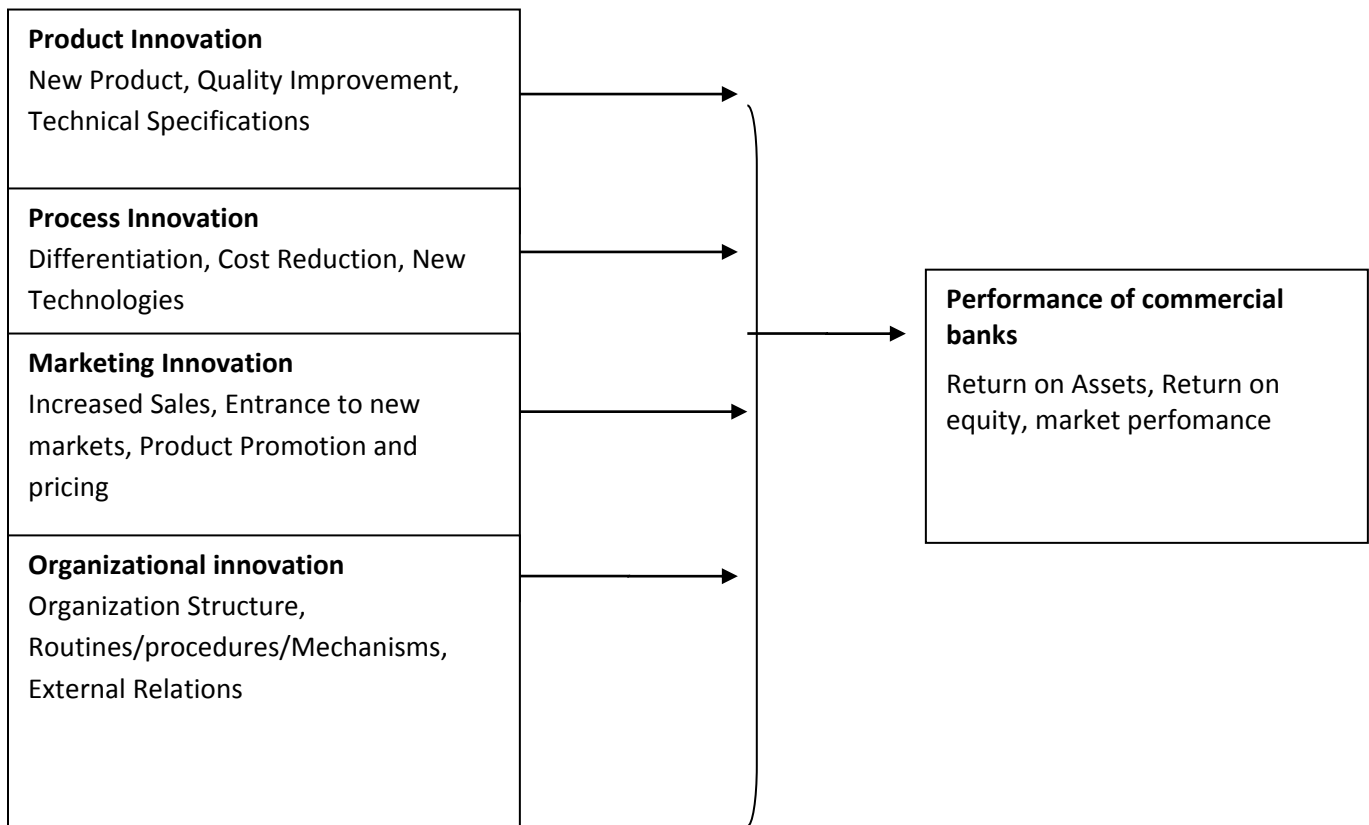 Product Innovation
New Product, Quality Improvement,
Technical Specifications
Process Innovation
Differentiation, Cost Reduction, New
Technologies
Marketing Innovation
Increased Sales, Entrance to new
markets, Product Promotion and
pricing
Organizational innovation
Organization Structure,
Routines/procedures/Mechanisms,
External Relations
Performance of commercial
banks
Return on Assets, Return on
equity, market perfomance